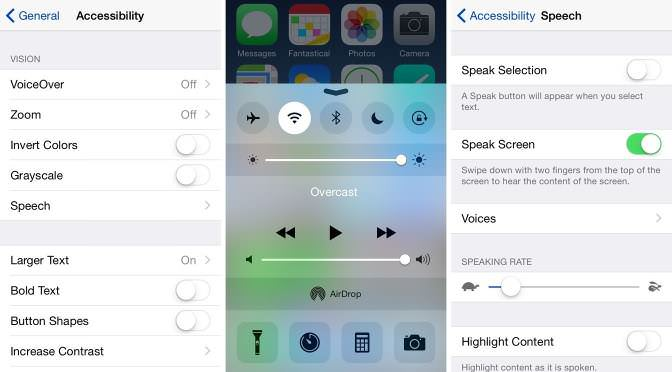 General
Accessibility
VISION
VoiceOver
Off
Zoom
Off
Invert Colors
Grayscale
Speech
Larger Text
On
Bold Text
Button Shapes
Increase Contrast
Messages
Fantastical
Photos
Camera
Overcast
AirDrop
Accessibility
Speech
Speak Selection
A Speak button will appear when you select
text.
Speak Screen
Swipe down with two fingers from the top of the
screen to hear the content of the screen.
Voices
SPEAKING RATE
Highlight Content
Highlight content as it is spoken.